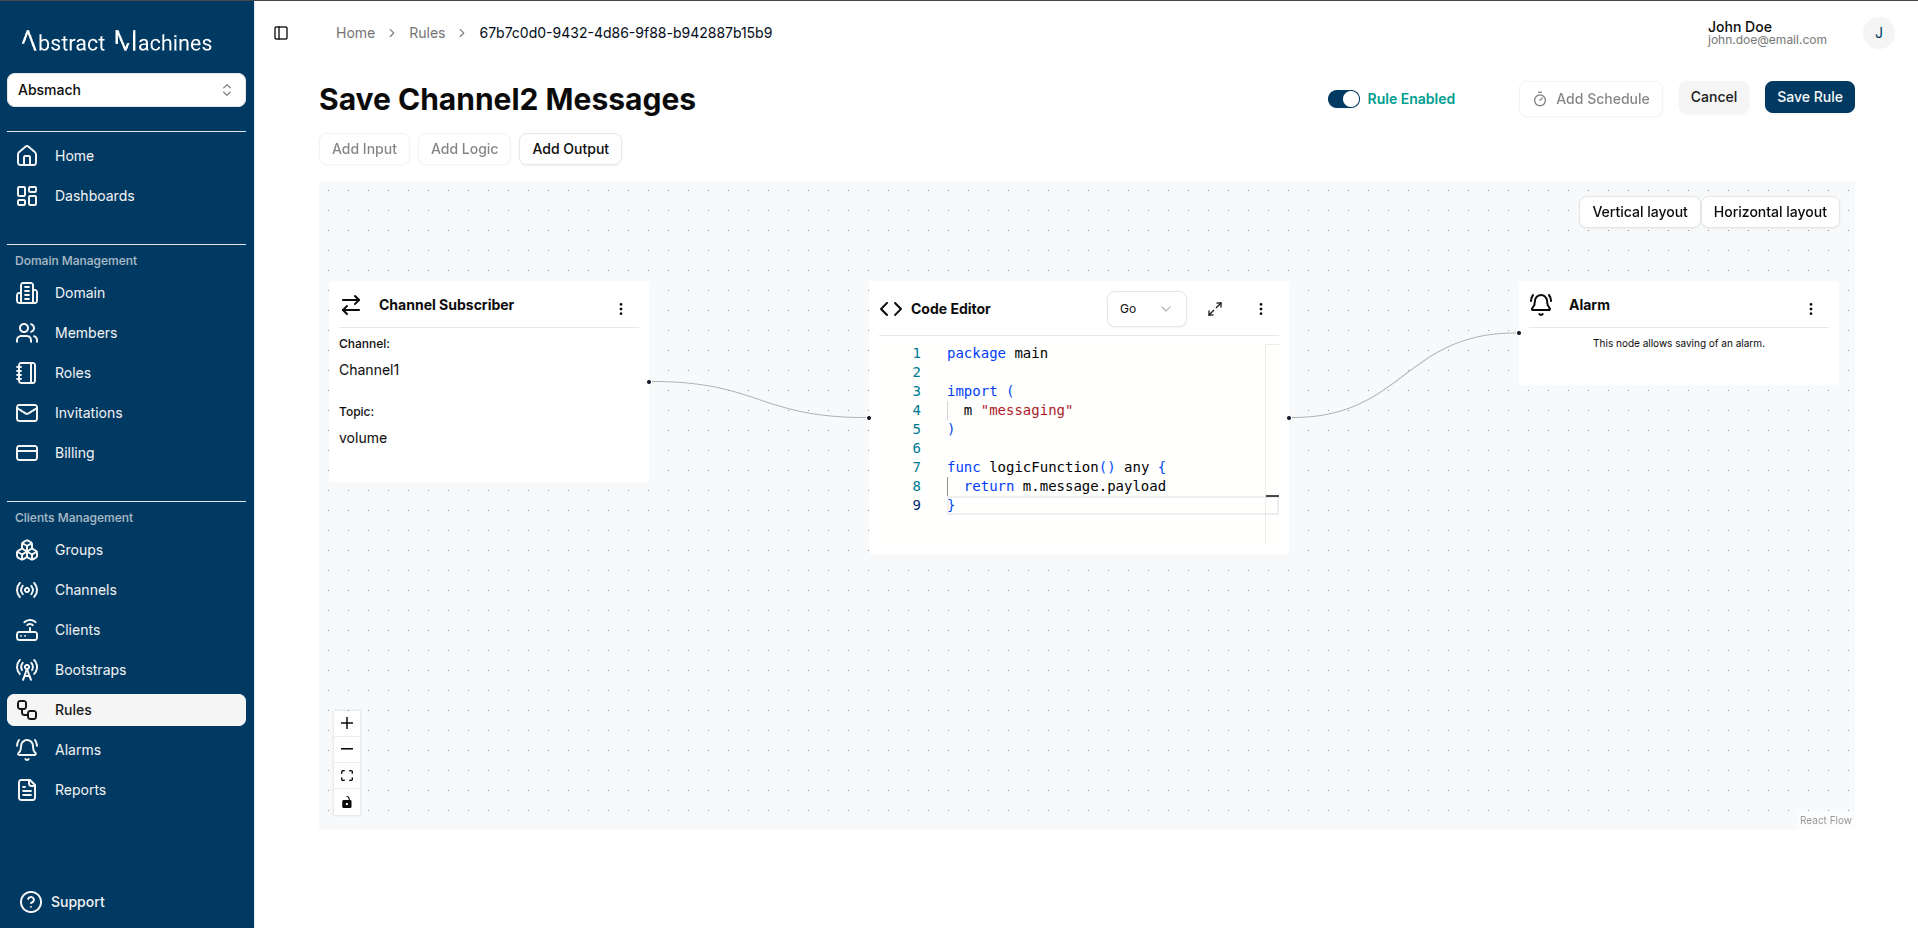 Abstract Machines
Absmach
Home
Dashboards
Domain Management
Domain
Members
Roles
Invitations
Billing
Clients Management
Groups
Channels
Clients
Bootstraps
Rules
Alarms
Reports
Support
Home > Rules > 67b7c0d0-9432-4d86-9f88-b942887b15b9
John Doe
john.doe@email.com
J
Save Channel2 Messages
Rule Enabled
Add Schedule
Cancel
Save Rule
Add Input
Add Logic
Add Output
Vertical layout
Horizontal layout
Channel Subscriber
Channel:
Channel1
Topic:
volume
Code Editor
Go
1 package main
2
3 import (
4 m "messaging"
5 )
6
7 func logicFunction() any {
8 return m.message.payload
9 }
Alarm
This node allows saving of an alarm.
React Flow